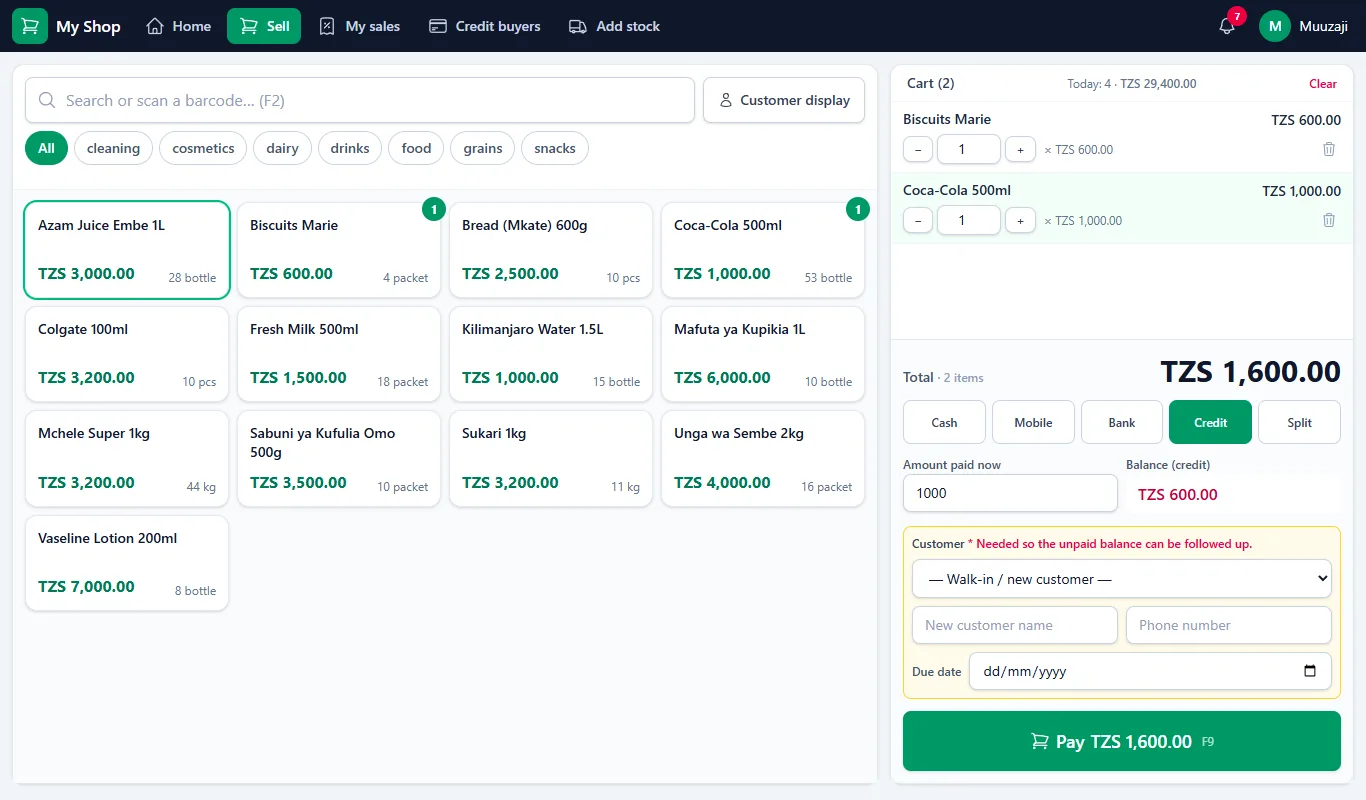 My Shop Home Sell My sales Credit buyers Add stock 7 M Muuzaji
Search or scan a barcode... (F2) Customer display
All cleaning cosmetics dairy drinks food grains snacks
Azam Juice Embe 1L
TZS 3,000.00 28 bottle
1
Biscuits Marie
TZS 600.00 4 packet
Bread (Mkate) 600g
TZS 2,500.00 10 pcs
1
Coca-Cola 500ml
TZS 1,000.00 53 bottle
Colgate 100ml
TZS 3,200.00 10 pcs
Fresh Milk 500ml
TZS 1,500.00 18 packet
Kilimanjaro Water 1.5L
TZS 1,000.00 15 bottle
Mafuta ya Kupikia 1L
TZS 6,000.00 10 bottle
Mchele Super 1kg
TZS 3,200.00 44 kg
Sabuni ya Kufulia Omo
500g
TZS 3,500.00 10 packet
Sukari 1kg
TZS 3,200.00 11 kg
Unga wa Sembe 2kg
TZS 4,000.00 16 packet
Vaseline Lotion 200ml
TZS 7,000.00 8 bottle
Cart (2) Today: 4 · TZS 29,400.00 Clear
Biscuits Marie TZS 600.00
− 1 + × TZS 600.00
Coca-Cola 500ml TZS 1,000.00
− 1 + × TZS 1,000.00
Total · 2 items TZS 1,600.00
Cash Mobile Bank Credit Split
Amount paid now Balance (credit)
1000 TZS 600.00
Customer * Needed so the unpaid balance can be followed up.
— Walk-in / new customer —
New customer name Phone number
Due date dd/mm/yyyy
Pay TZS 1,600.00 F9